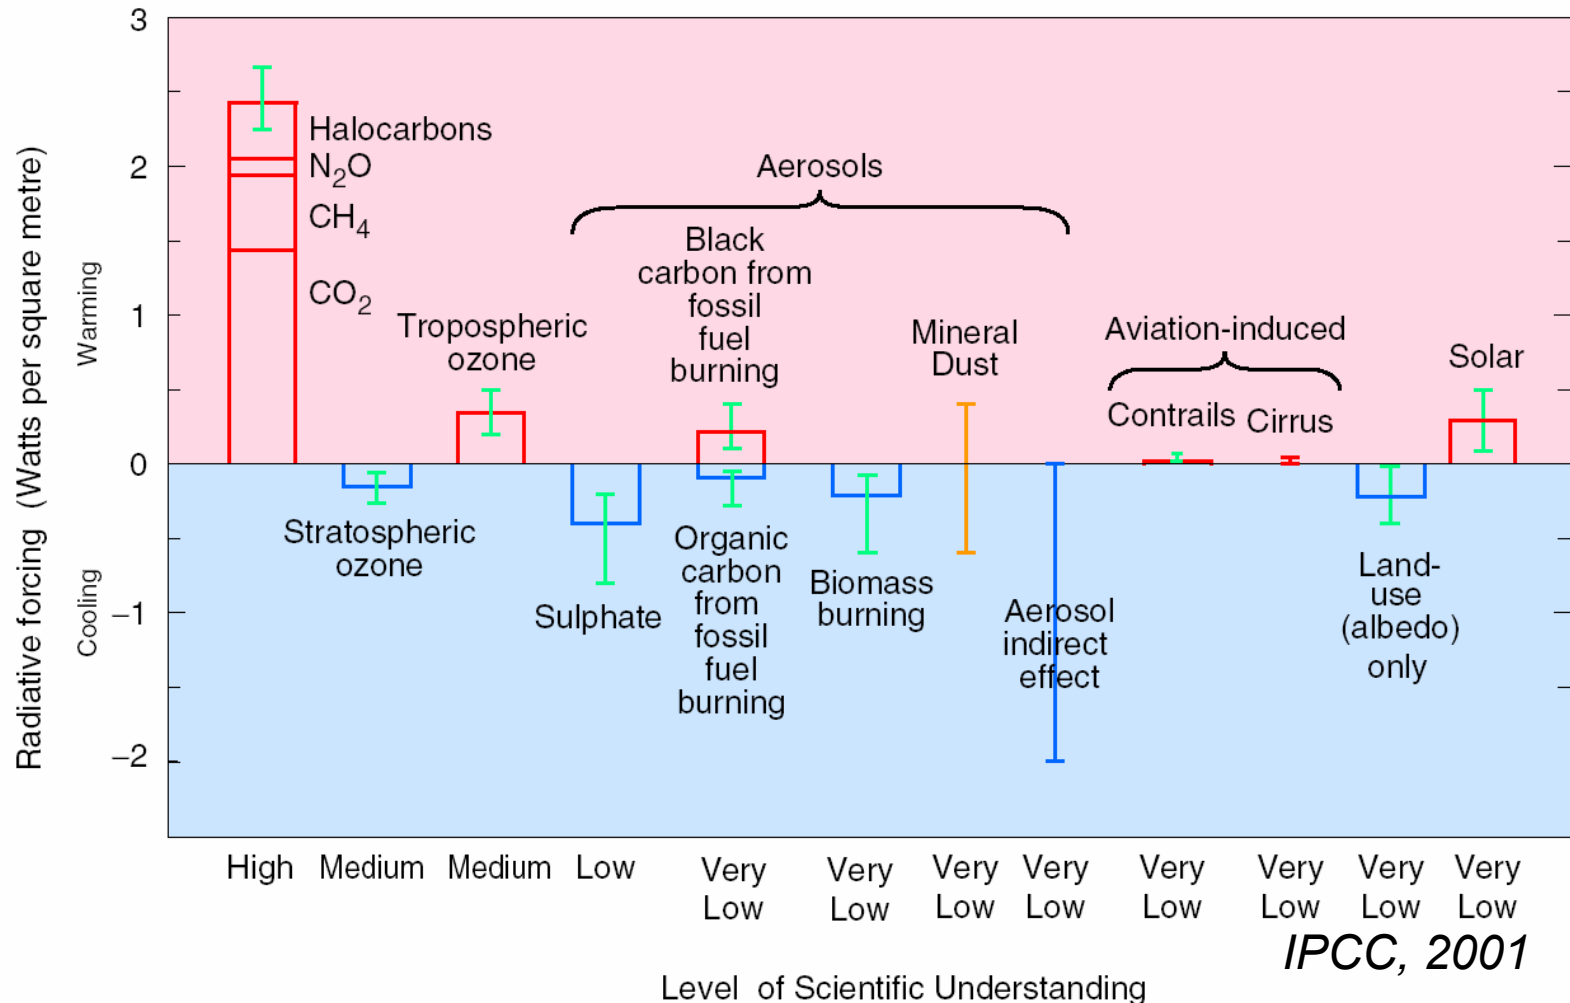 Radiative forcing (Watts per square metre)
Warming
Cooling
3
2
1
0
−1
−2
Halocarbons
N₂O
CH₄
CO₂
Stratospheric
ozone
Tropospheric
ozone
Aerosols
Sulphate
Black
carbon from
fossil
fuel
burning
Organic
carbon
from
fossil
fuel
burning
Biomass
burning
Mineral
Dust
Aerosol
indirect
effect
Aviation-induced
Contrails
Cirrus
Land-
use
(albedo)
only
Solar
High
Medium
Medium
Low
Very
Low
Very
Low
Very
Low
Very
Low
Very
Low
Very
Low
Very
Low
Very
Low
IPCC, 2001
Level of Scientific Understanding